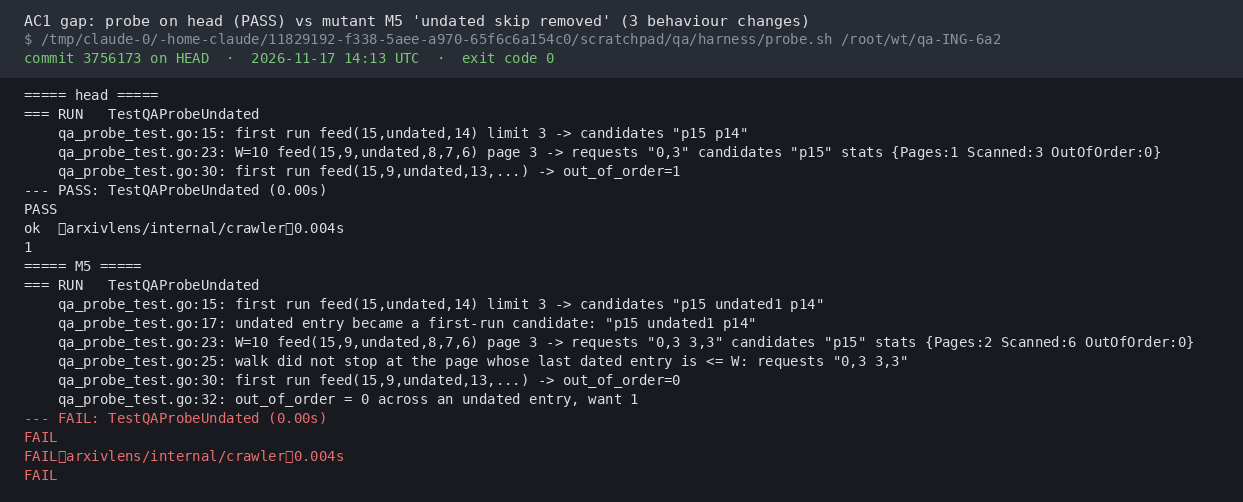 AC1 gap: probe on head (PASS) vs mutant M5 'undated skip removed' (3 behaviour changes)
$ /tmp/claude-0/-home-claude/11829192-f338-5aee-a970-65f6c6a154c0/scratchpad/qa/harness/probe.sh /root/wt/qa-ING-6a2
commit 3756173 on HEAD · 2026-11-17 14:13 UTC · exit code 0
===== head =====
=== RUN   TestQAProbeUndated
    qa_probe_test.go:15: first run feed(15,undated,14) limit 3 -> candidates "p15 p14"
    qa_probe_test.go:23: W=10 feed(15,9,undated,8,7,6) page 3 -> requests "0,3" candidates "p15" stats {Pages:1 Scanned:3 OutOfOrder:0}
    qa_probe_test.go:30: first run feed(15,9,undated,13,...) -> out_of_order=1
--- PASS: TestQAProbeUndated (0.00s)
PASS
ok  □arxivlens/internal/crawler□0.004s
1
===== M5 =====
=== RUN   TestQAProbeUndated
    qa_probe_test.go:15: first run feed(15,undated,14) limit 3 -> candidates "p15 undated1 p14"
    qa_probe_test.go:17: undated entry became a first-run candidate: "p15 undated1 p14"
    qa_probe_test.go:23: W=10 feed(15,9,undated,8,7,6) page 3 -> requests "0,3 3,3" candidates "p15" stats {Pages:2 Scanned:6 OutOfOrder:0}
    qa_probe_test.go:25: walk did not stop at the page whose last dated entry is <= W: requests "0,3 3,3"
    qa_probe_test.go:30: first run feed(15,9,undated,13,...) -> out_of_order=0
    qa_probe_test.go:32: out_of_order = 0 across an undated entry, want 1
--- FAIL: TestQAProbeUndated (0.00s)
FAIL
FAIL□arxivlens/internal/crawler□0.004s
FAIL